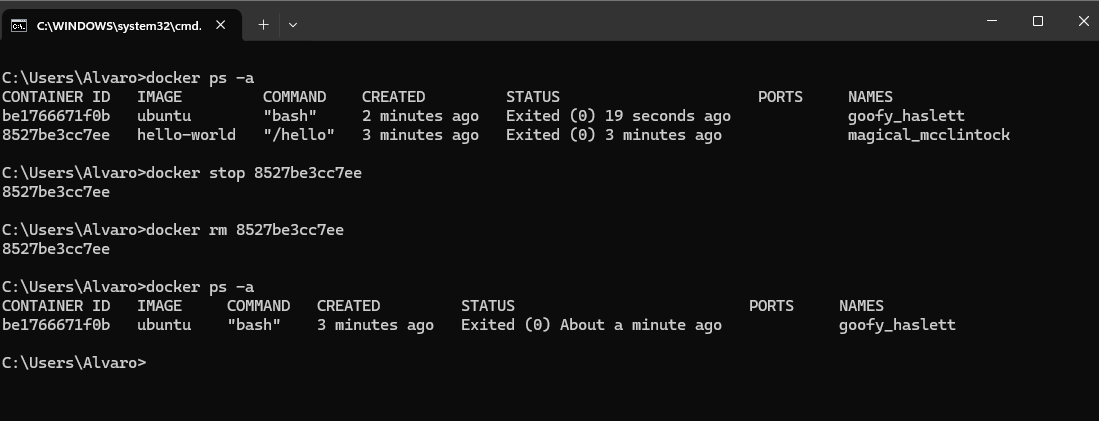 C:\WINDOWS\system32\cmd.
C:\Users\Alvaro>docker ps -a
CONTAINER ID   IMAGE         COMMAND    CREATED         STATUS                      PORTS     NAMES
be1766671f0b   ubuntu        "bash"     2 minutes ago   Exited (0) 19 seconds ago             goofy_haslett
8527be3cc7ee   hello-world   "/hello"   3 minutes ago   Exited (0) 3 minutes ago              magical_mcclintock
C:\Users\Alvaro>docker stop 8527be3cc7ee
8527be3cc7ee
C:\Users\Alvaro>docker rm 8527be3cc7ee
8527be3cc7ee
C:\Users\Alvaro>docker ps -a
CONTAINER ID   IMAGE     COMMAND   CREATED         STATUS                          PORTS     NAMES
be1766671f0b   ubuntu    "bash"    3 minutes ago   Exited (0) About a minute ago             goofy_haslett
C:\Users\Alvaro>